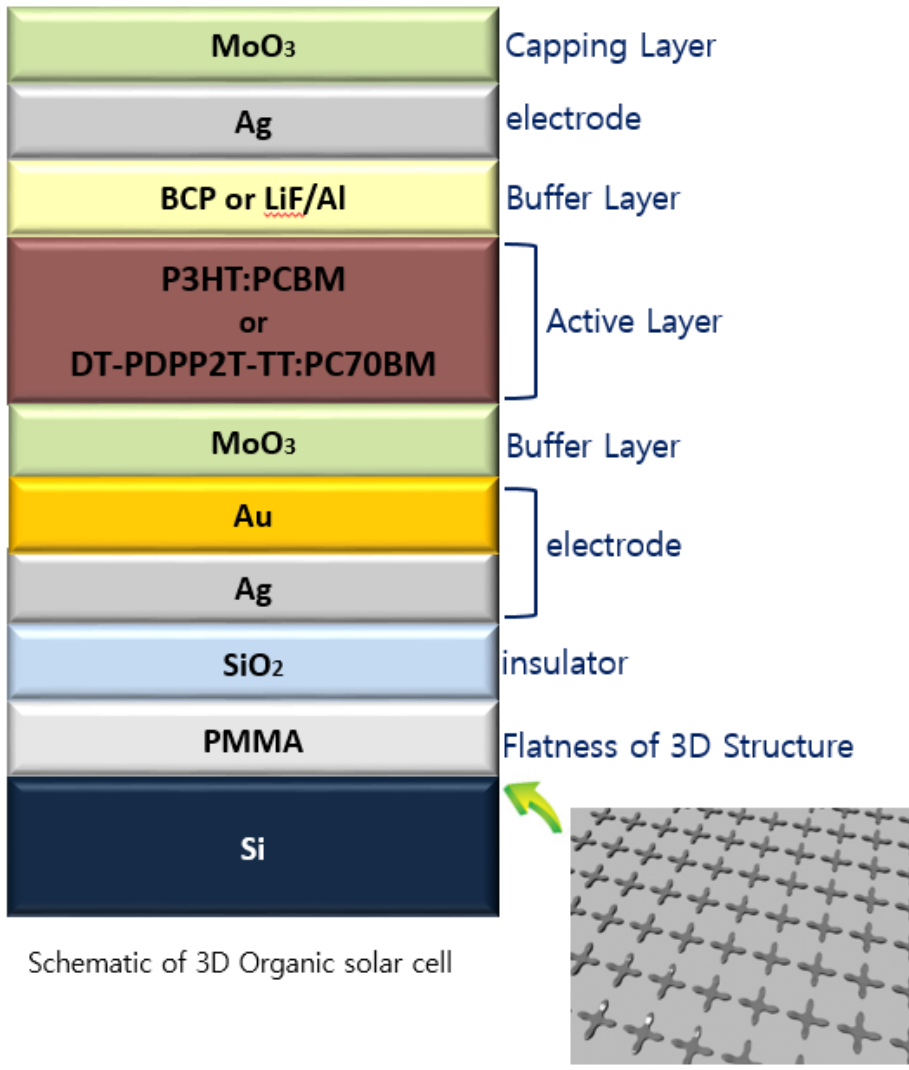 MoO3 Capping Layer
Ag electrode
BCP or LiF/Al Buffer Layer
P3HT:PCBM
or
DT-PDPP2T-TT:PC70BM
Active Layer
MoO3 Buffer Layer
Au
electrode
Ag
SiO2 insulator
PMMA Flatness of 3D Structure
Si
Schematic of 3D Organic solar cell